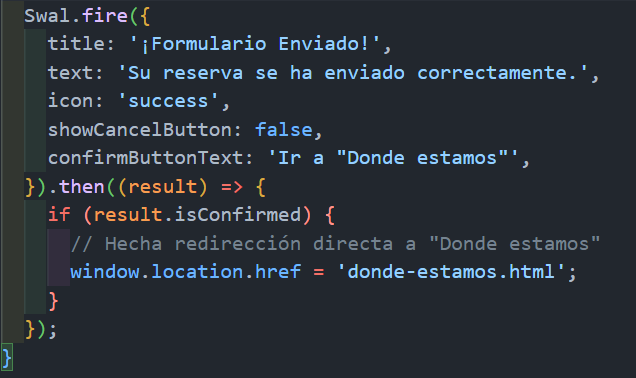 Swal.fire({
title: '¡Formulario Enviado!',
text: 'Su reserva se ha enviado correctamente.',
icon: 'success',
showCancelButton: false,
confirmButtonText: 'Ir a "Donde estamos"',
}).then((result) => {
if (result.isConfirmed) {
// Hecha redirección directa a "Donde estamos"
window.location.href = 'donde-estamos.html';
}
});
}